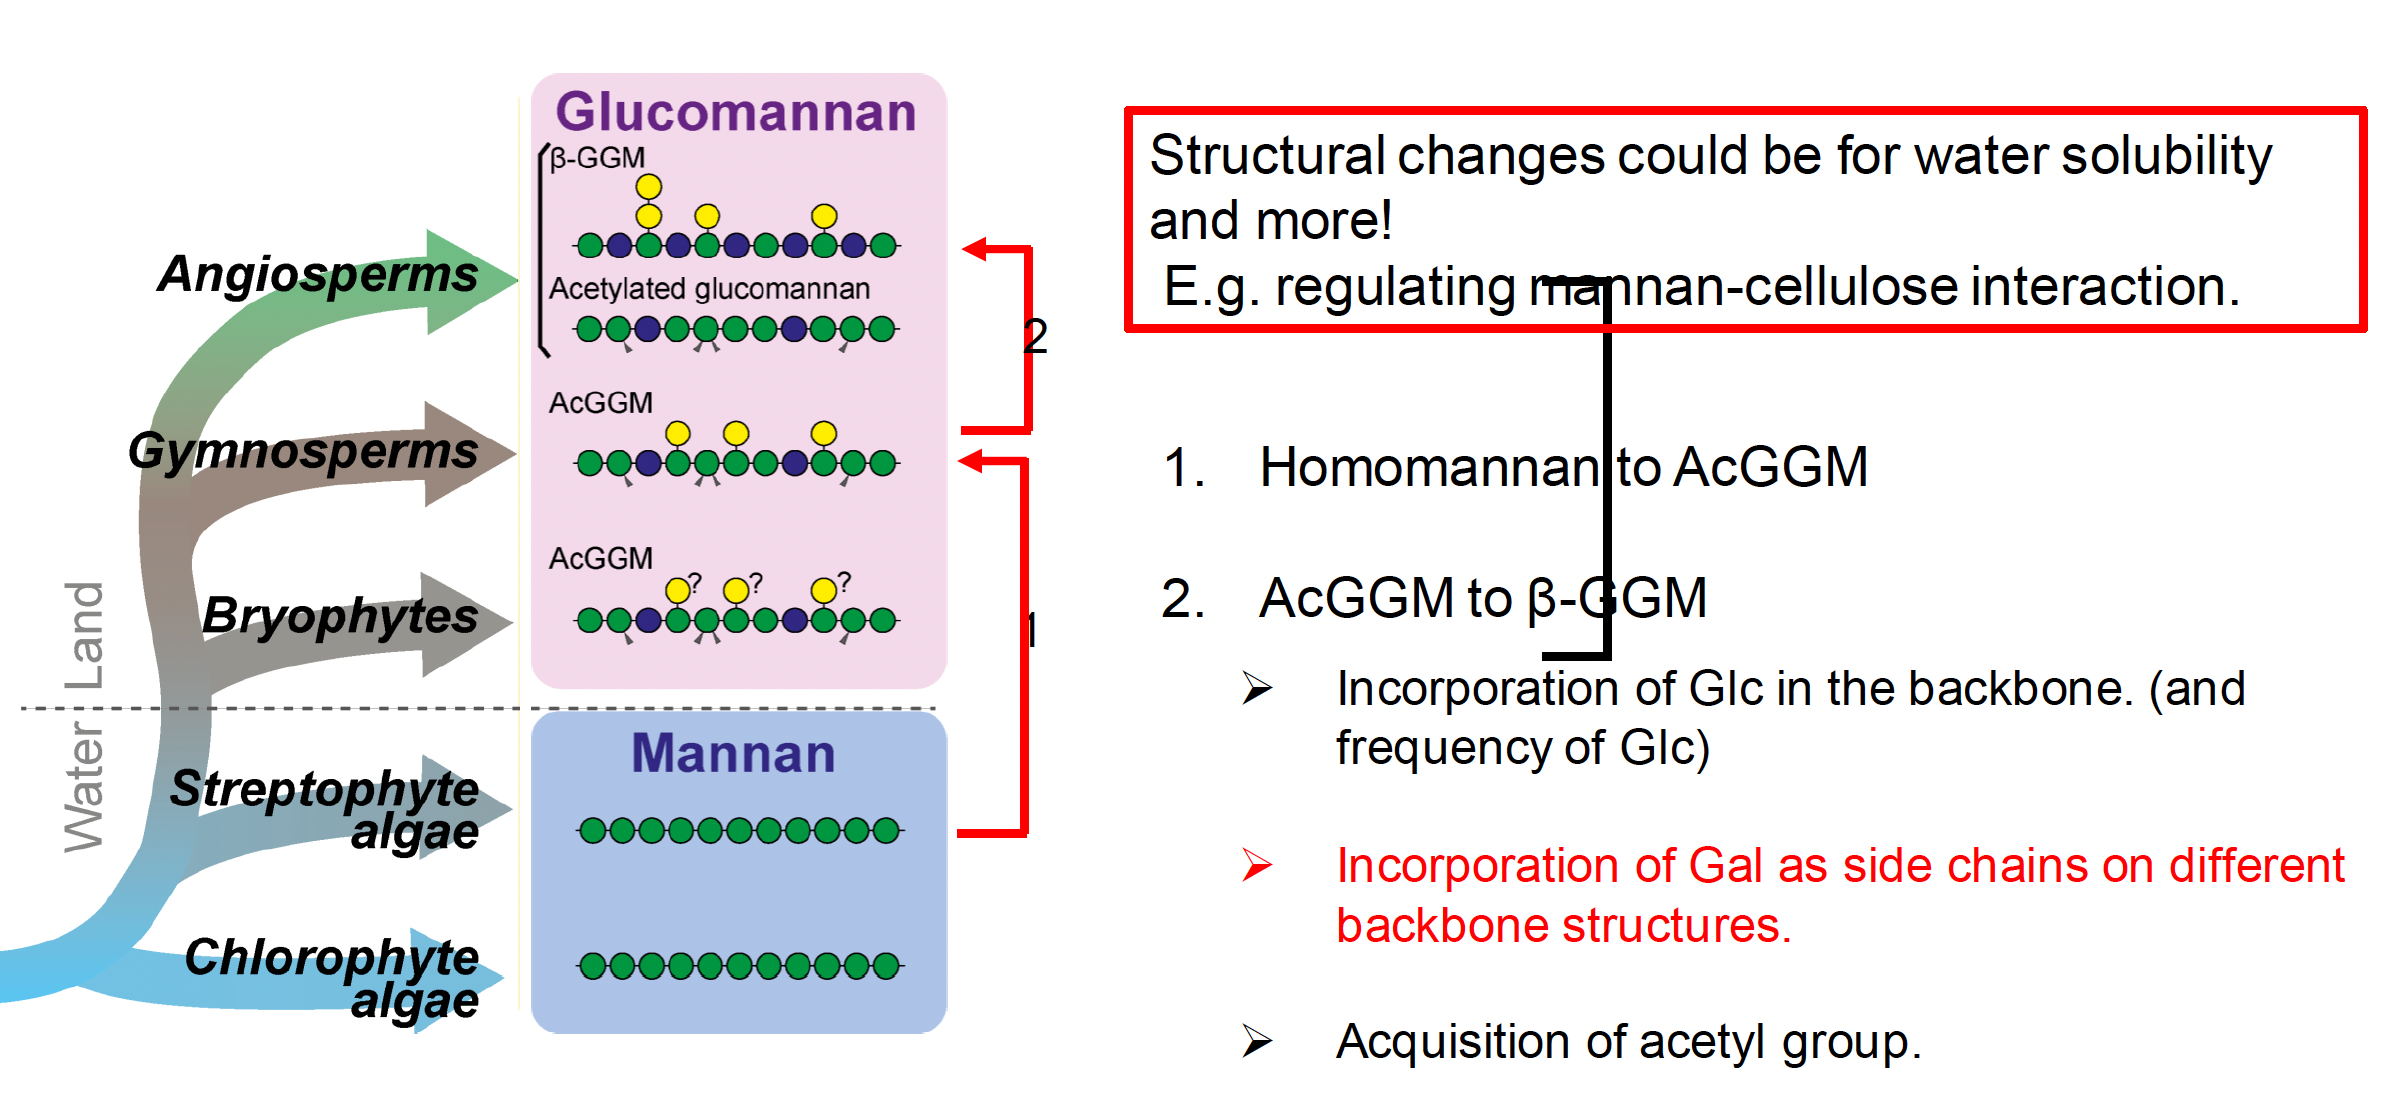 Glucomannan
β-GGM
Angiosperms
Acetylated glucomannan
2
AcGGM
Gymnosperms
AcGGM
? ? ?
Bryophytes
1
Land
Water
Mannan
Streptophyte
algae
Chlorophyte
algae
Structural changes could be for water solubility
and more!
E.g. regulating mannan-cellulose interaction.
1. Homomannan to AcGGM
2. AcGGM to β-GGM
➢ Incorporation of Glc in the backbone. (and
frequency of Glc)
➢ Incorporation of Gal as side chains on different
backbone structures.
➢ Acquisition of acetyl group.